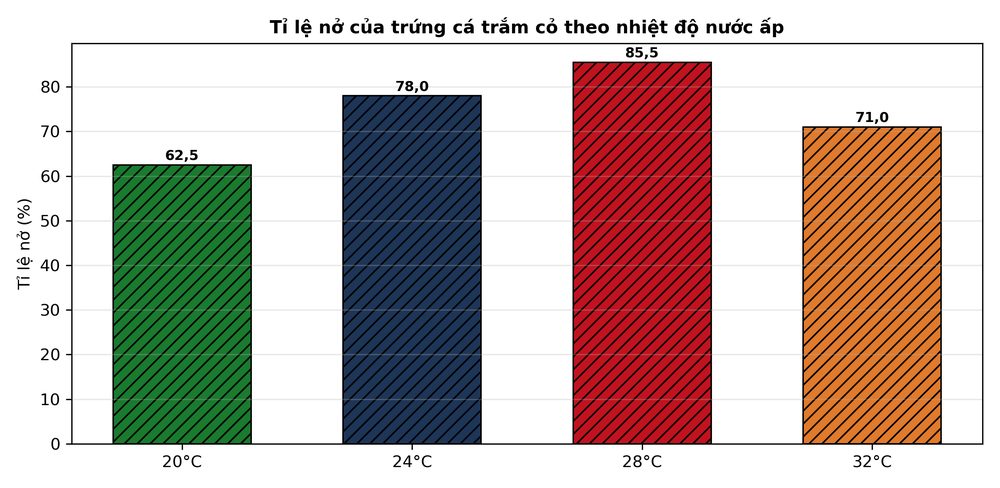 Tỉ lệ nở của trứng cá trắm cỏ theo nhiệt độ nước ấp
Tỉ lệ nở (%)
80
70
60
50
40
30
20
10
0
62,5
78,0
85,5
71,0
20°C
24°C
28°C
32°C